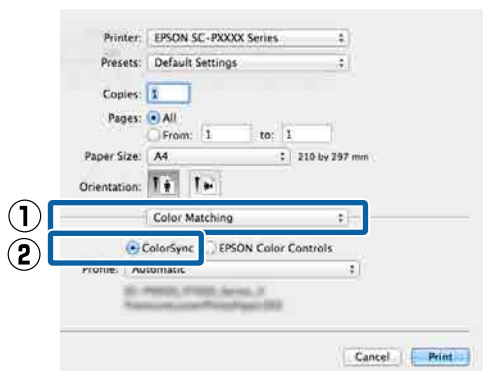 Printer: EPSON SC-PXXXX Series
Presets: Default Settings
Copies: 1
Pages: All
From: 1 to: 1
Paper Size: A4 210 by 297 mm
Orientation:
1 Color Matching
2 ColorSync EPSON Color Controls
Profile: Automatic
Cancel Print